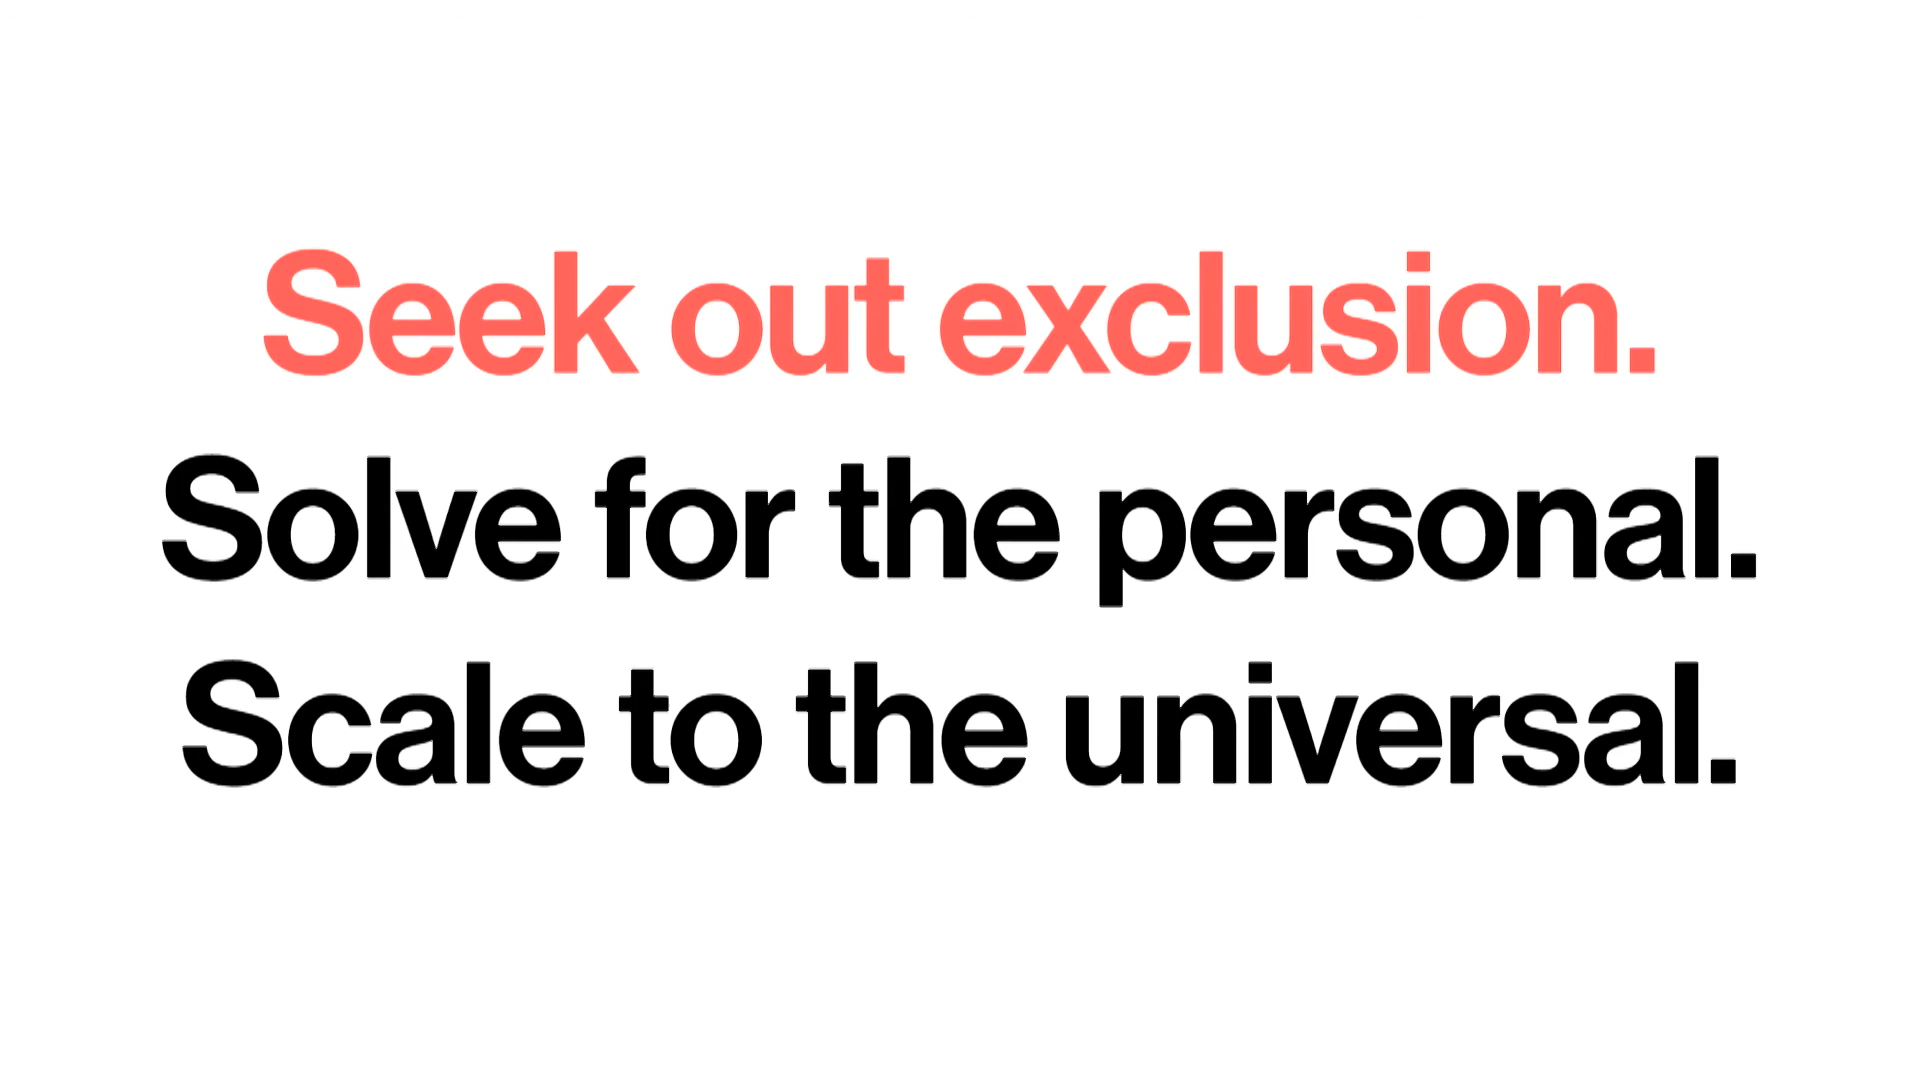 Seek out exclusion.
Solve for the personal.
Scale to the universal.